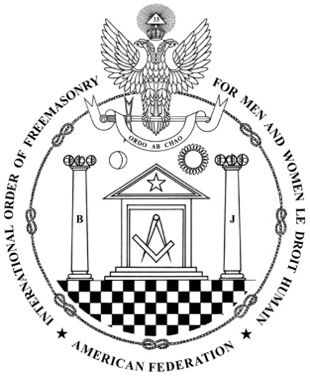 33
ORDO AB CHAO
INTERNATIONAL ORDER OF FREEMASONRY
FOR MEN AND WOMEN LE DROIT HUMAIN
B
J
AMERICAN FEDERATION